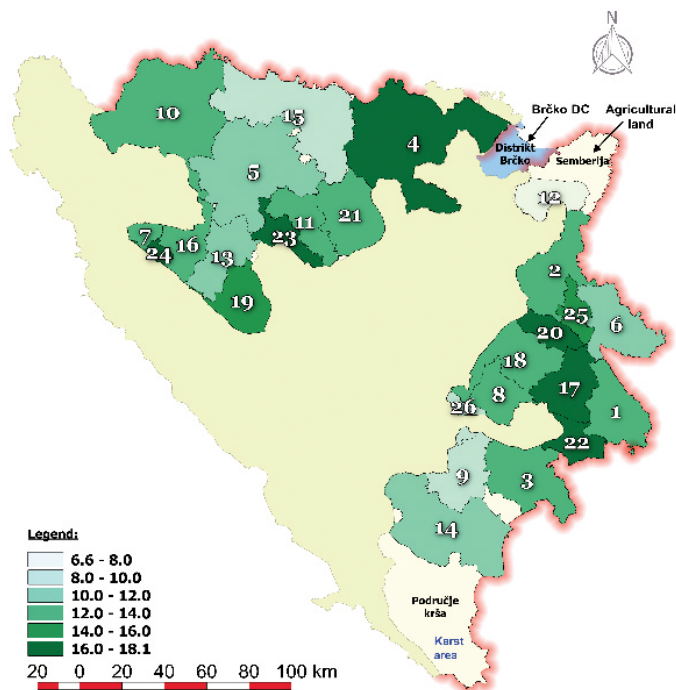 N
Brčko DC
Agricultural
land
Distrikt
Brčko
Semberija
10
15
4
5
12
7
16
11
21
24
23
13
2
19
25
6
20
18
17
8
26
1
22
9
3
14
Legend:
6.6 - 8.0
8.0 - 10.0
10.0 - 12.0
12.0 - 14.0
14.0 - 16.0
16.0 - 18.1
Područje
krša
Karst
area
20 0 20 40 60 80 100 km